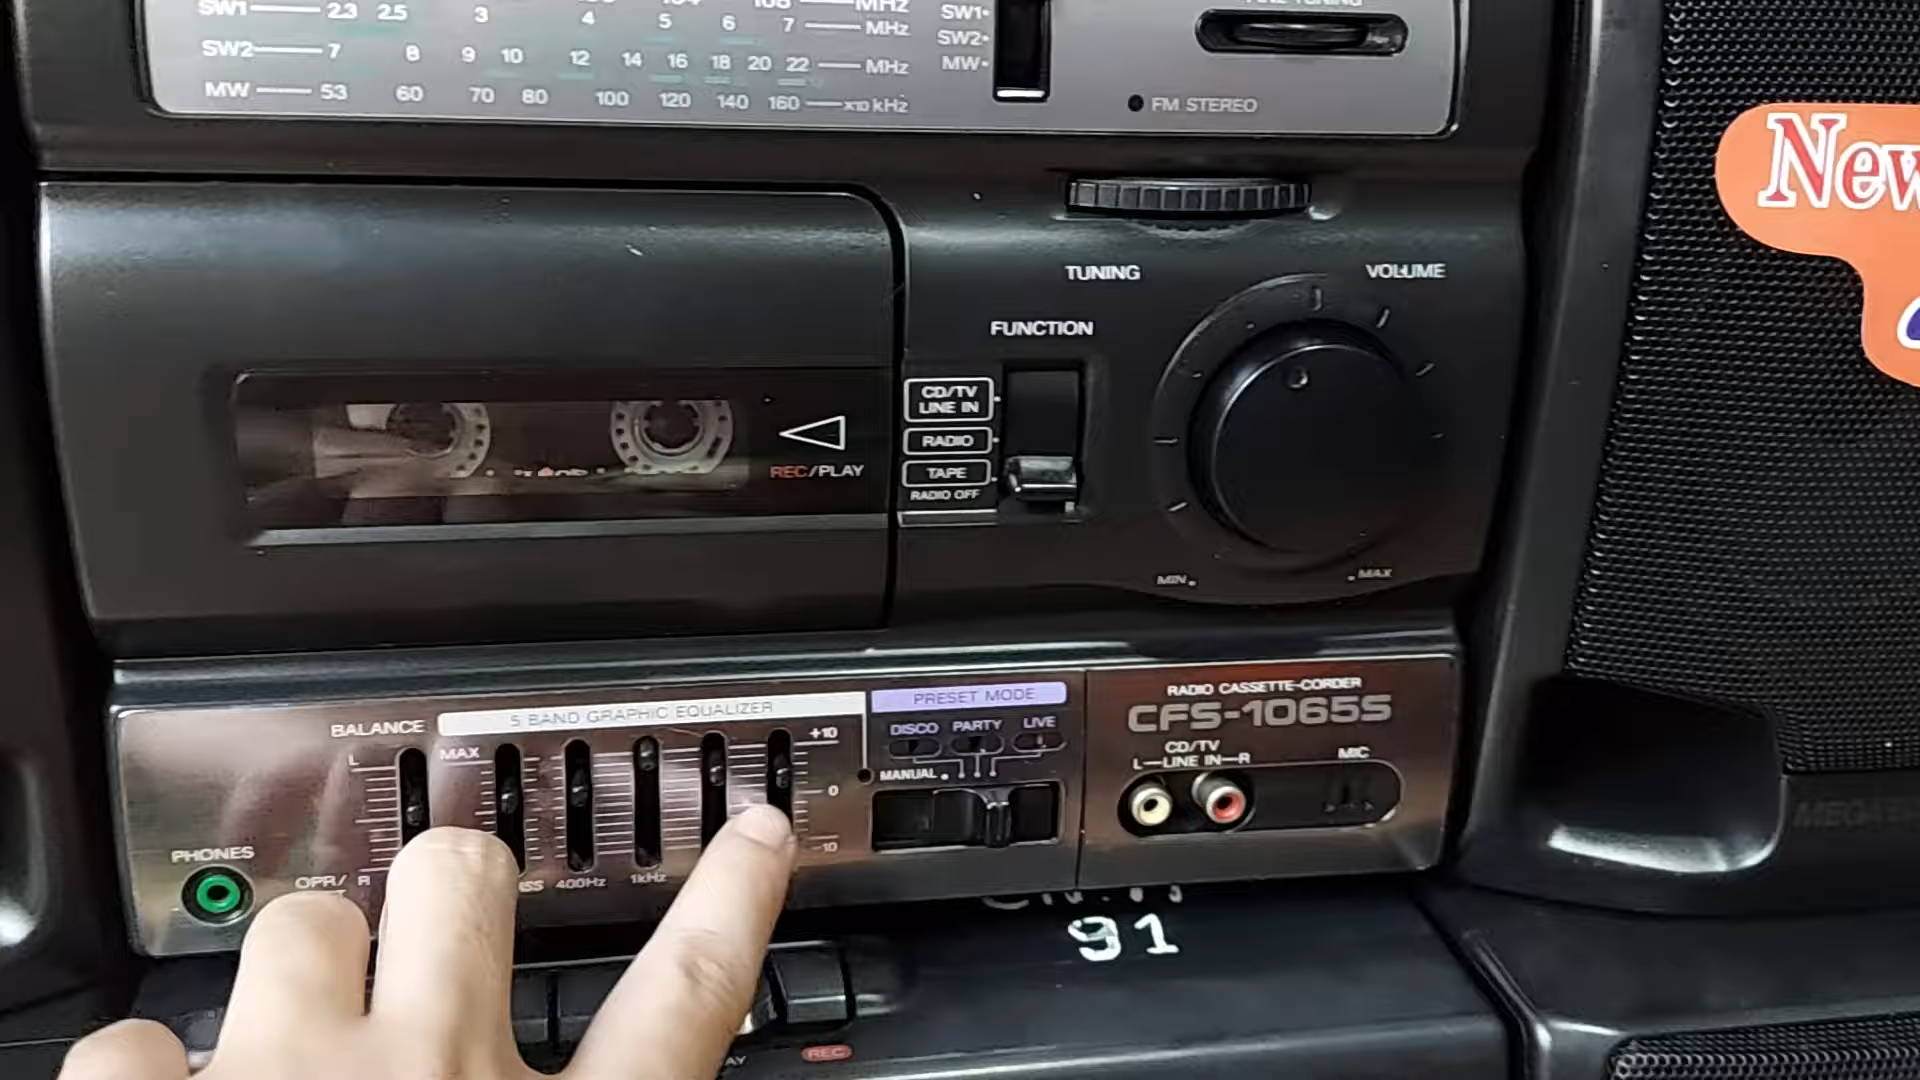 SW1 2.3 2.5 3 4 5 6 7 MHz
SW2 7 8 9 10 12 14 16 18 20 22 MHz
MW 53 60 70 80 100 120 140 160 x10 kHz
SW1
SW2
MW
FM STEREO
New
TUNING
VOLUME
FUNCTION
CD/TV
LINE IN
RADIO
TAPE
RADIO OFF
REC/PLAY
MIN
MAX
BALANCE
5 BAND GRAPHIC EQUALIZER
PRESET MODE
RADIO CASSETTE-CORDER
CFS-1065S
L
MAX
+10
DISCO PARTY LIVE
CD/TV
L LINE IN R
MIC
MANUAL
0
-10
PHONES
OPR/
R
400Hz
1kHz
91
REC